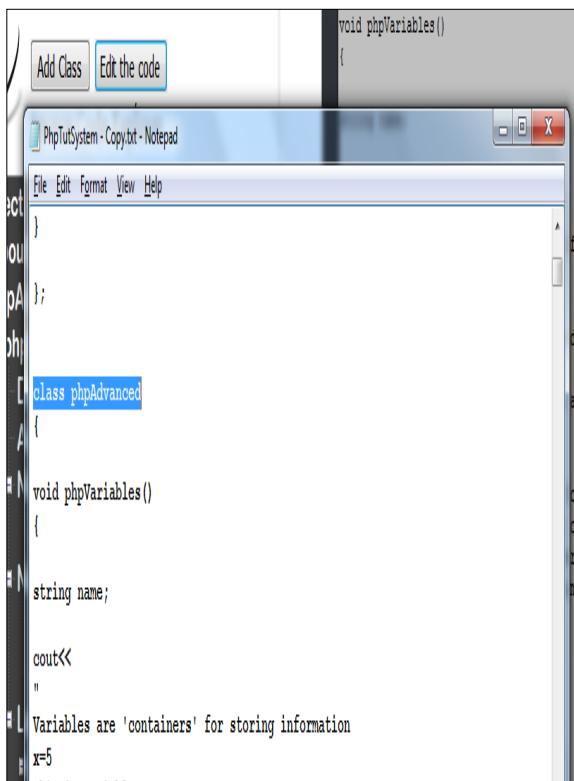 void phpVariables()
{
Add Class
Edit the code
PhpTutSystem - Copy.txt - Notepad
File Edit Format View Help
}
};
class phpAdvanced
{
void phpVariables()
{
string name;
cout<<
"
Variables are 'containers' for storing information
x=5